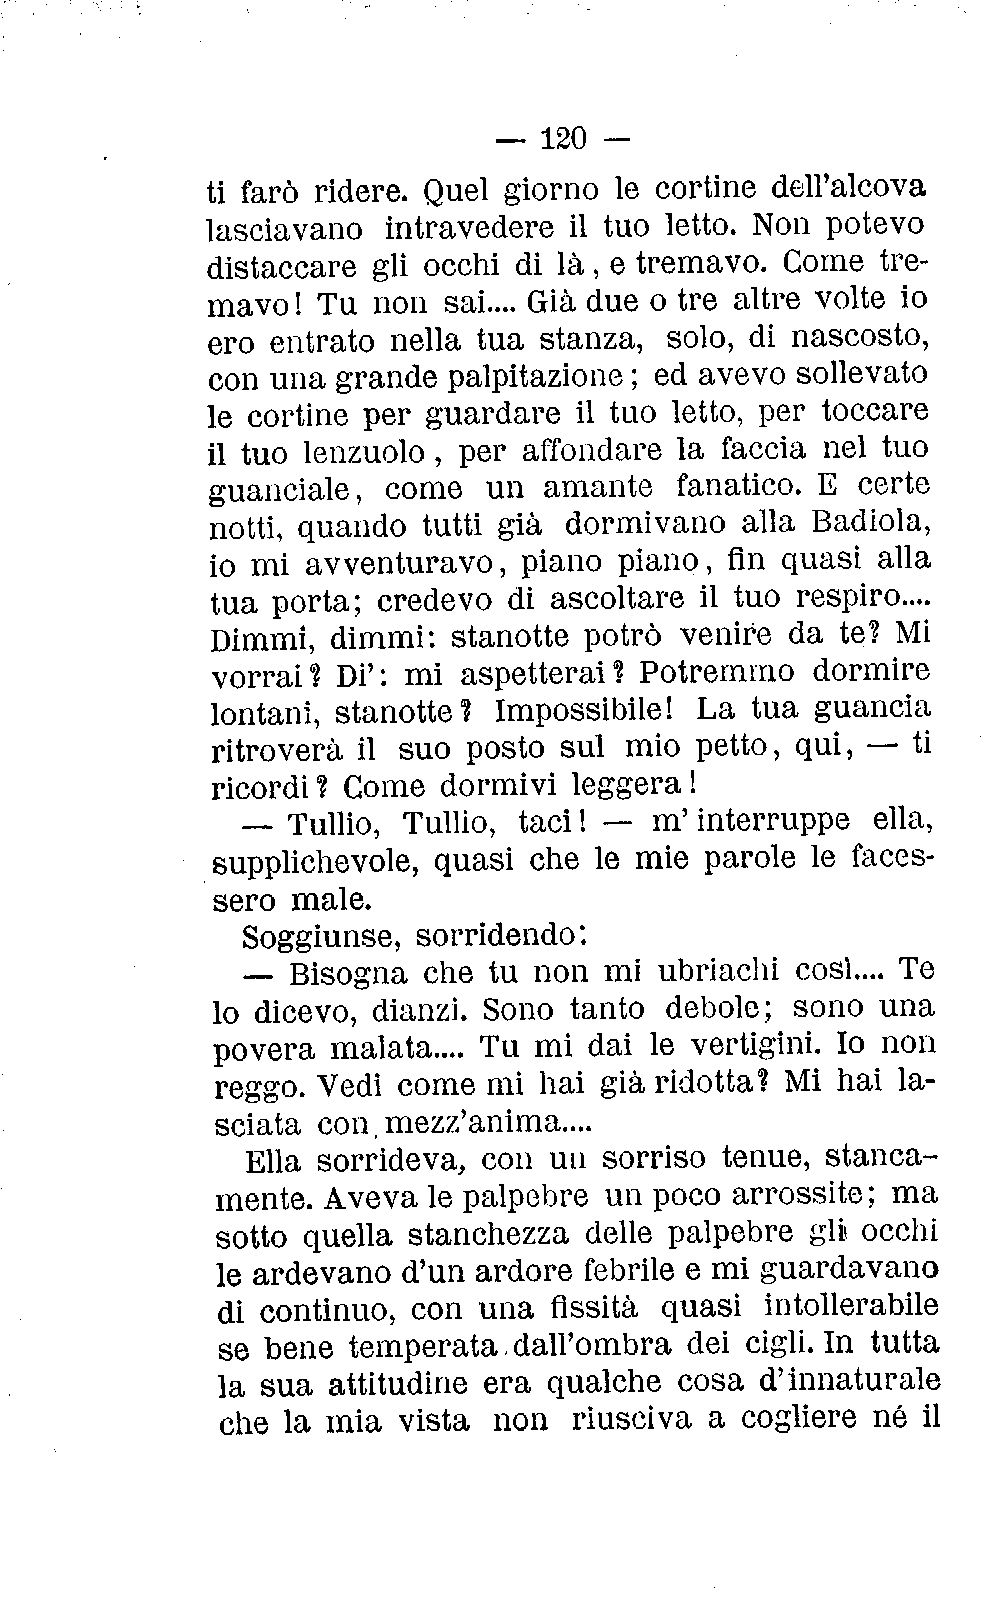 — 120 —
ti farò ridere. Quel giorno le cortine dell'alcova
lasciavano intravedere il tuo letto. Non potevo
distaccare gli occhi di là, e tremavo. Come tre-
mavo! Tu non sai.... Già due o tre altre volte io
ero entrato nella tua stanza, solo, di nascosto,
con una grande palpitazione; ed avevo sollevato
le cortine per guardare il tuo letto, per toccare
il tuo lenzuolo, per affondare la faccia nel tuo
guanciale, come un amante fanatico. E certe
notti, quando tutti già dormivano alla Badiola,
io mi avventuravo, piano piano, fin quasi alla
tua porta; credevo di ascoltare il tuo respiro....
Dimmi, dimmi: stanotte potrò venire da te? Mi
vorrai? Di': mi aspetterai? Potremmo dormire
lontani, stanotte? Impossibile! La tua guancia
ritroverà il suo posto sul mio petto, qui, — ti
ricordi? Come dormivi leggera!
— Tullio, Tullio, taci! — m'interruppe ella,
supplichevole, quasi che le mie parole le faces-
sero male.
Soggiunse, sorridendo:
— Bisogna che tu non mi ubriachi così.... Te
lo dicevo, dianzi. Sono tanto debole; sono una
povera malata.... Tu mi dai le vertigini. Io non
reggo. Vedi come mi hai già ridotta? Mi hai la-
sciata con mezz'anima....
Ella sorrideva, con un sorriso tenue, stanca-
mente. Aveva le palpebre un poco arrossite; ma
sotto quella stanchezza delle palpebre gli occhi
le ardevano d'un ardore febrile e mi guardavano
di continuo, con una fissità quasi intollerabile
se bene temperata dall'ombra dei cigli. In tutta
la sua attitudine era qualche cosa d'innaturale
che la mia vista non riusciva a cogliere né il